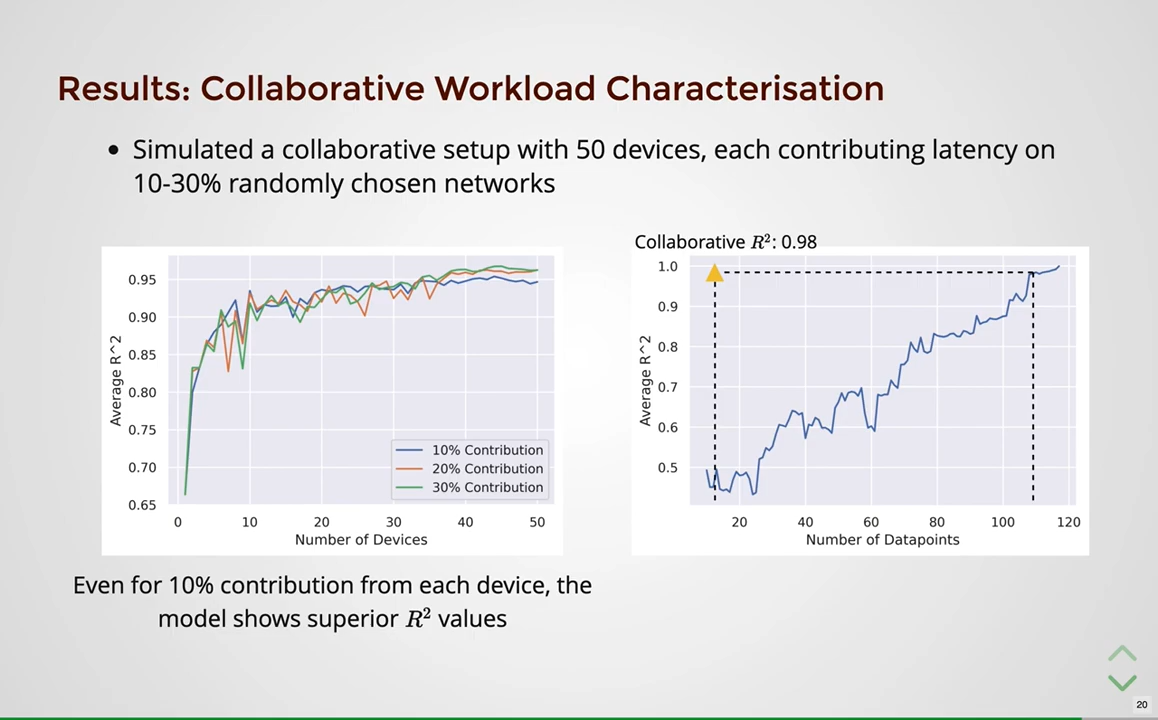 Results: Collaborative Workload Characterisation
• Simulated a collaborative setup with 50 devices, each contributing latency on
10-30% randomly chosen networks
0.95
0.90
0.85
0.80
0.75
0.70
0.65
Average R^2
0 10 20 30 40 50
Number of Devices
10% Contribution
20% Contribution
30% Contribution
Collaborative R²: 0.98
1.0
0.9
0.8
0.7
0.6
0.5
Average R^2
20 40 60 80 100 120
Number of Datapoints
Even for 10% contribution from each device, the
model shows superior R² values
20